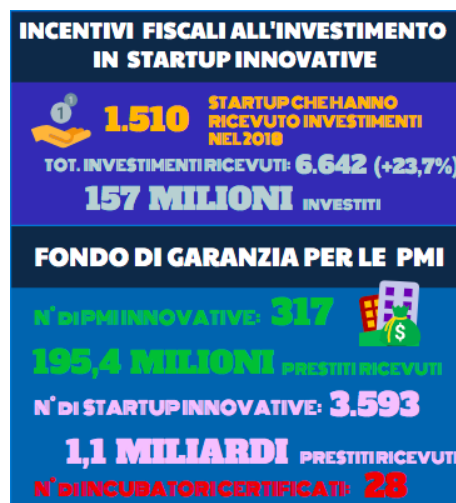 INCENTIVI FISCALI ALL'INVESTIMENTO
IN STARTUP INNOVATIVE
1.510
STARTUP CHE HANNO
RICEVUTO INVESTIMENTI
NEL 2018
TOT. INVESTIMENTI RICEVUTI: 6.642 (+23,7%)
157 MILIONI INVESTITI
FONDO DI GARANZIA PER LE PMI
N° DI PMI INNOVATIVE: 317
195,4 MILIONI PRESTITI RICEVUTI
N° DI STARTUP INNOVATIVE: 3.593
1,1 MILIARDI PRESTITI RICEVUTI
N° DI INCUBATORI CERTIFICATI: 28